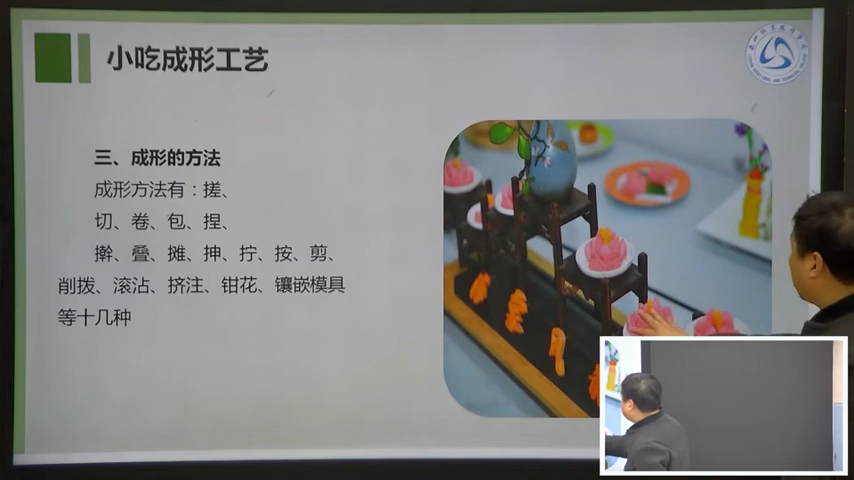 小吃成形工艺
三、成形的方法
成形方法有：搓、
切、卷、包、捏、
擀、叠、摊、抻、拧、按、剪、
削拨、滚沾、挤注、钳花、镶嵌模具
等十几种